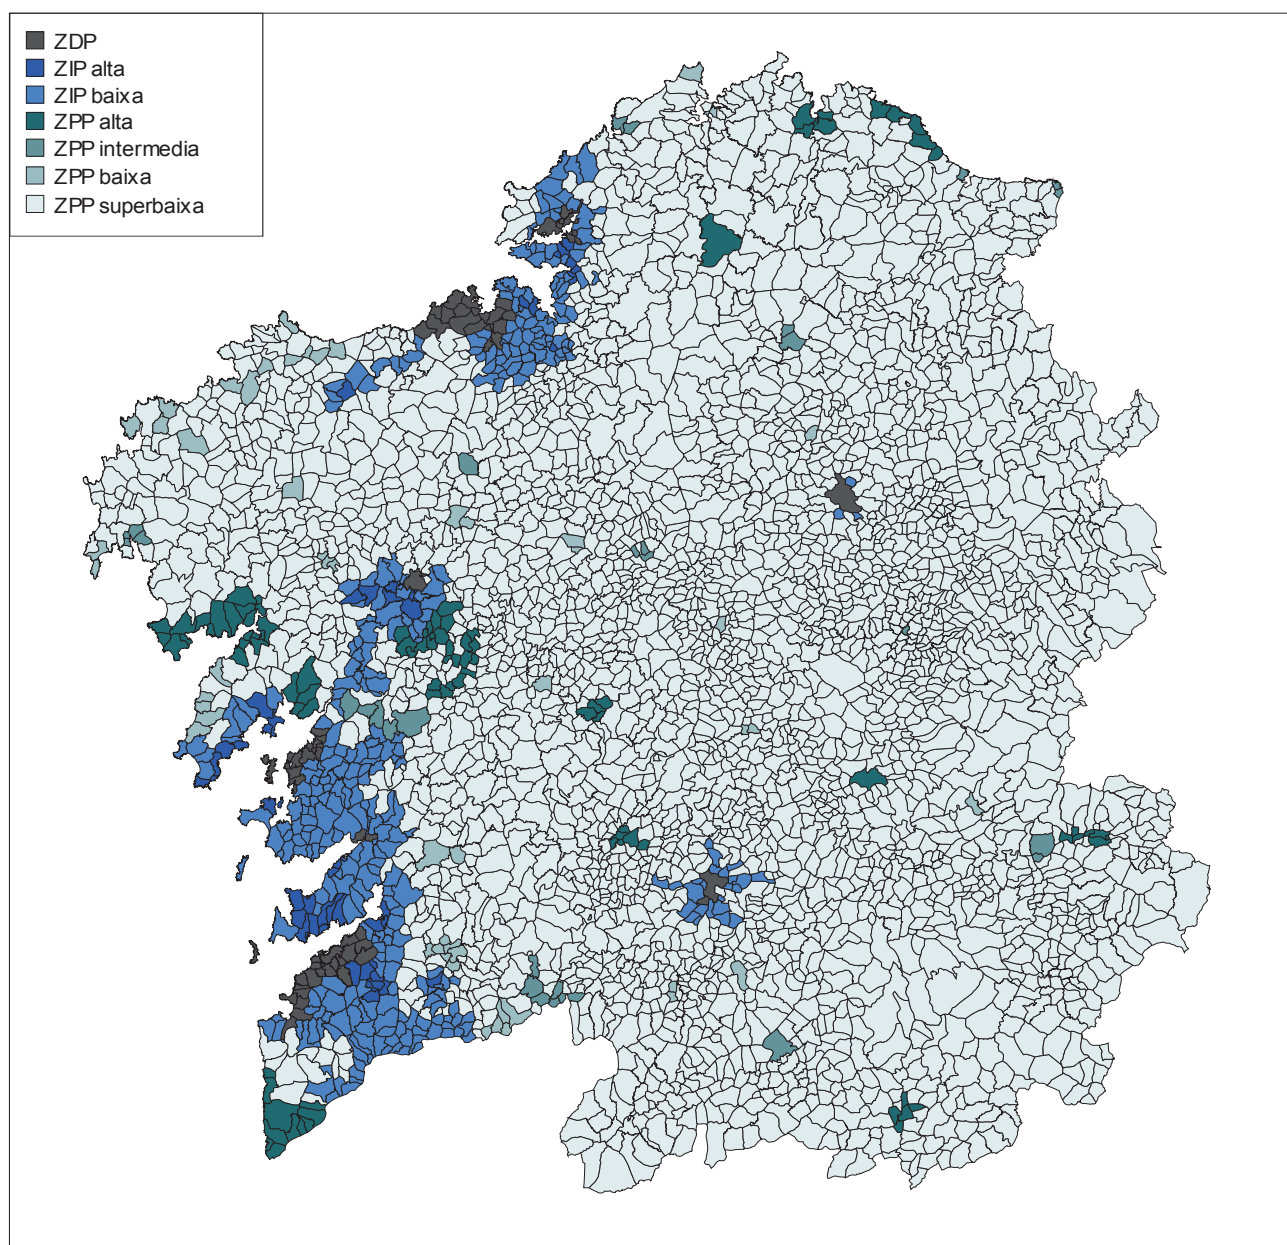 ZDP
ZIP alta
ZIP baixa
ZPP alta
ZPP intermedia
ZPP baixa
ZPP superbaixa